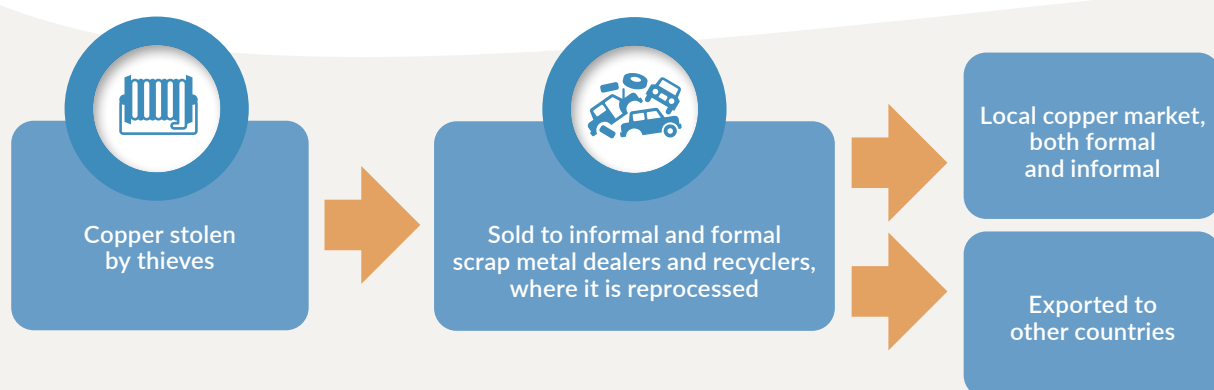 Copper stolen
by thieves
Sold to informal and formal
scrap metal dealers and recyclers,
where it is reprocessed
Local copper market,
both formal
and informal
Exported to
other countries